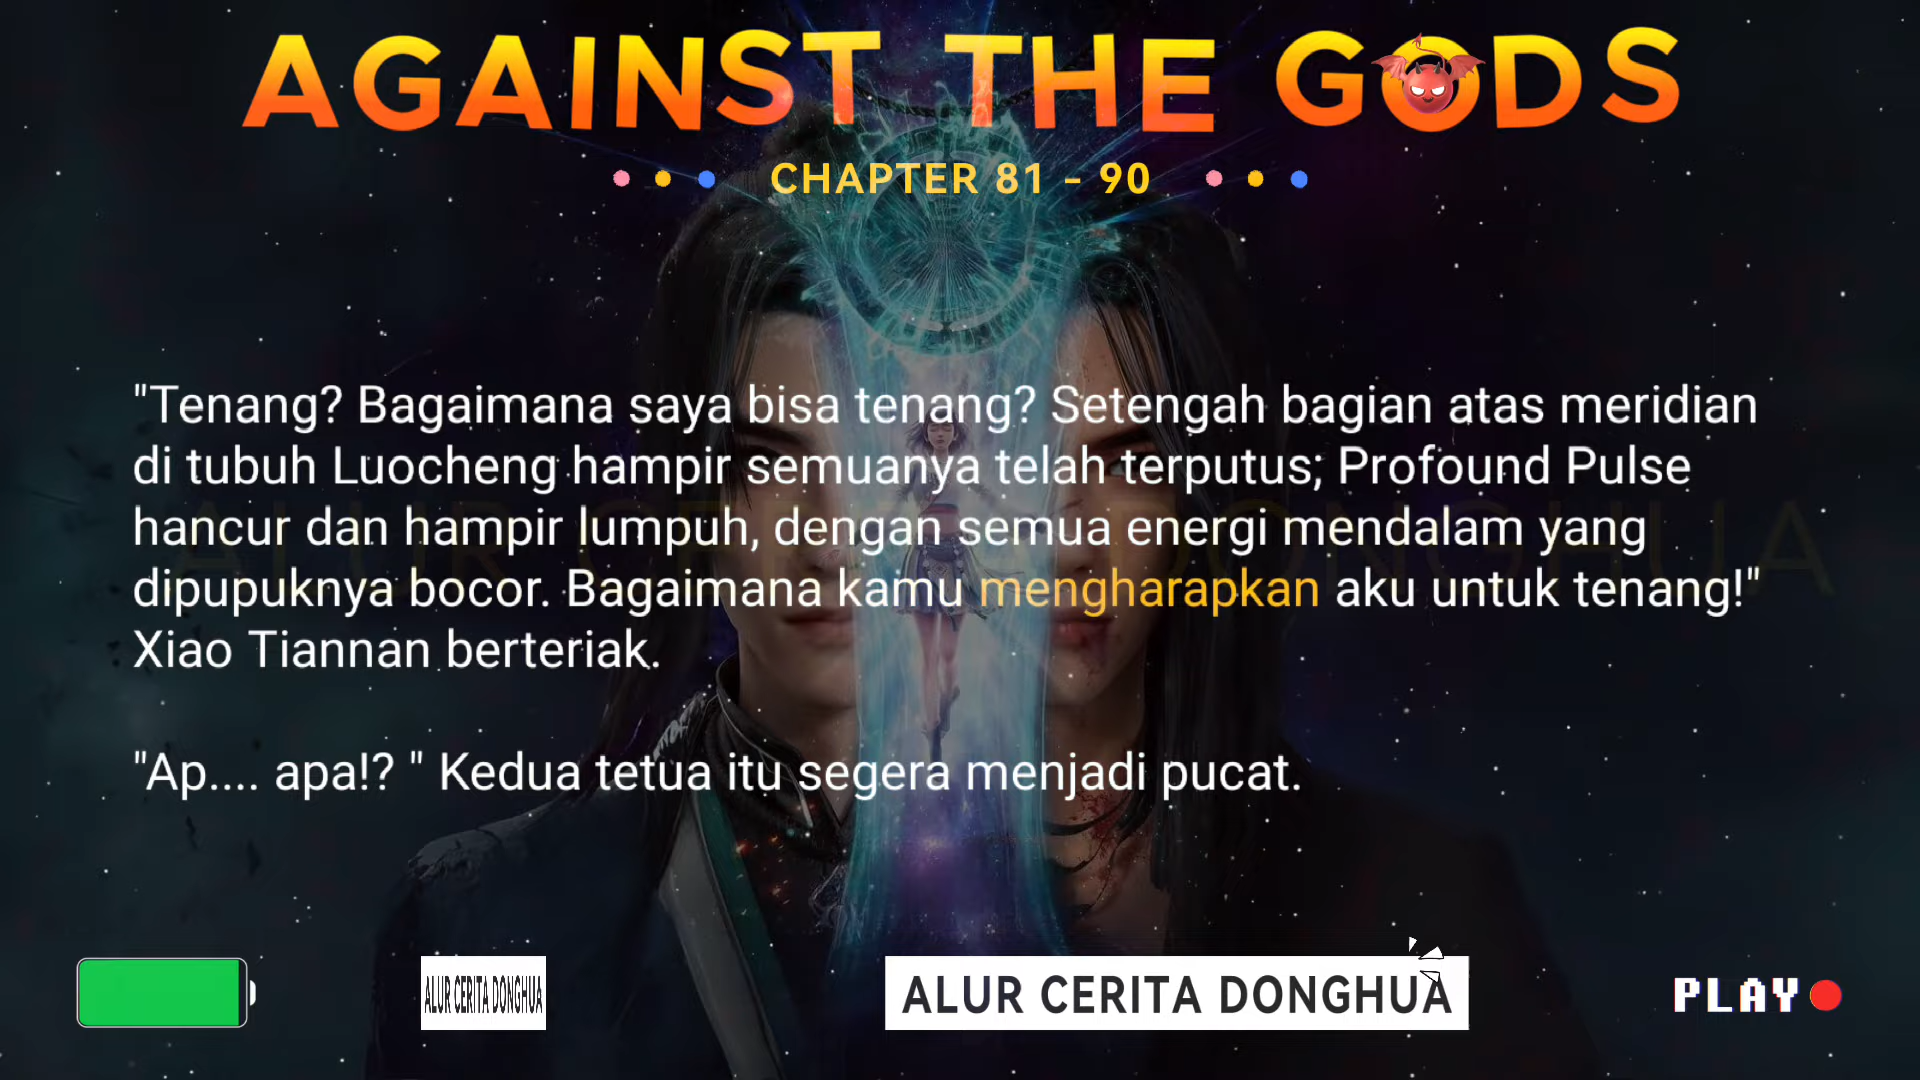 AGAINST THE GODS
CHAPTER 81 - 90
"Tenang? Bagaimana saya bisa tenang? Setengah bagian atas meridian
di tubuh Luocheng hampir semuanya telah terputus; Profound Pulse
hancur dan hampir lumpuh, dengan semua energi mendalam yang
dipupuknya bocor. Bagaimana kamu mengharapkan aku untuk tenang!"
Xiao Tiannan berteriak.
"Ap.... apa!? " Kedua tetua itu segera menjadi pucat.
ALUR CERITA DONGHUA
ALUR CERITA DONGHUA
ALUR CERITA DONGHUA
PLAY